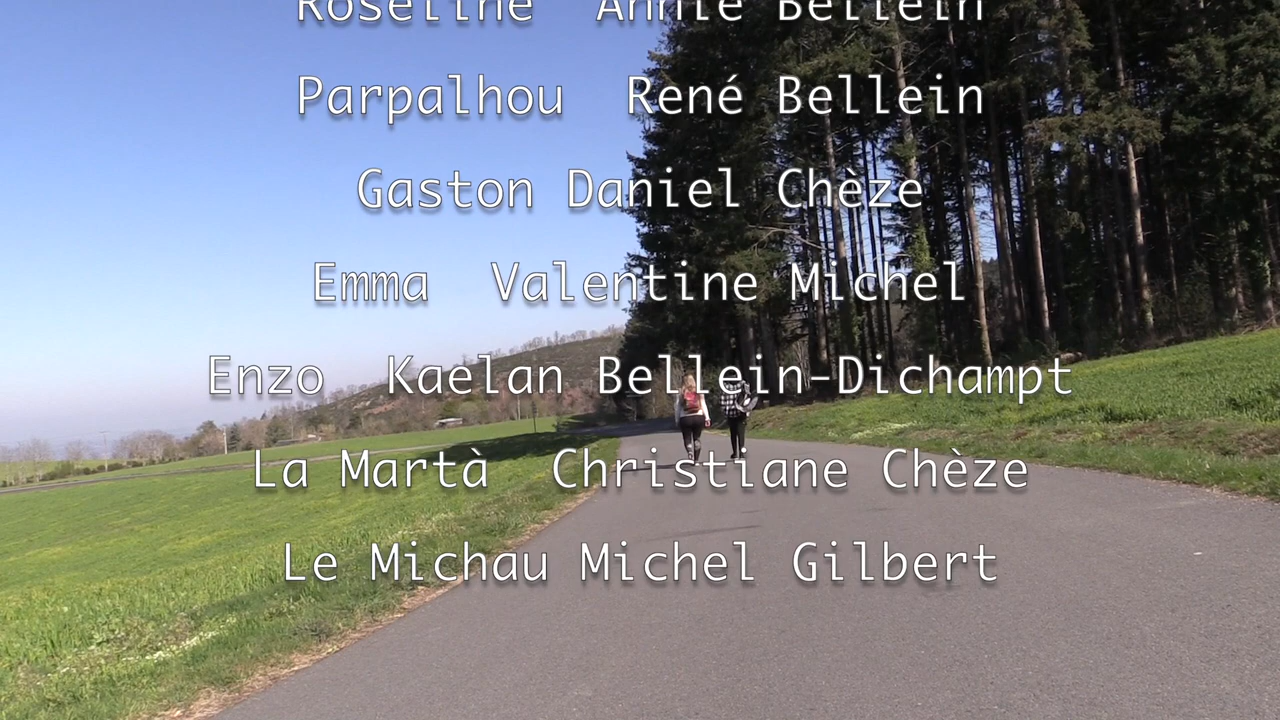 Roseline  Annie Bellein
Parpalhou  René Bellein
Gaston Daniel Chèze
Emma  Valentine Michel
Enzo  Kaëlan Bellein-Dichampt
La Martà  Christiane Chèze
Le Michau Michel Gilbert